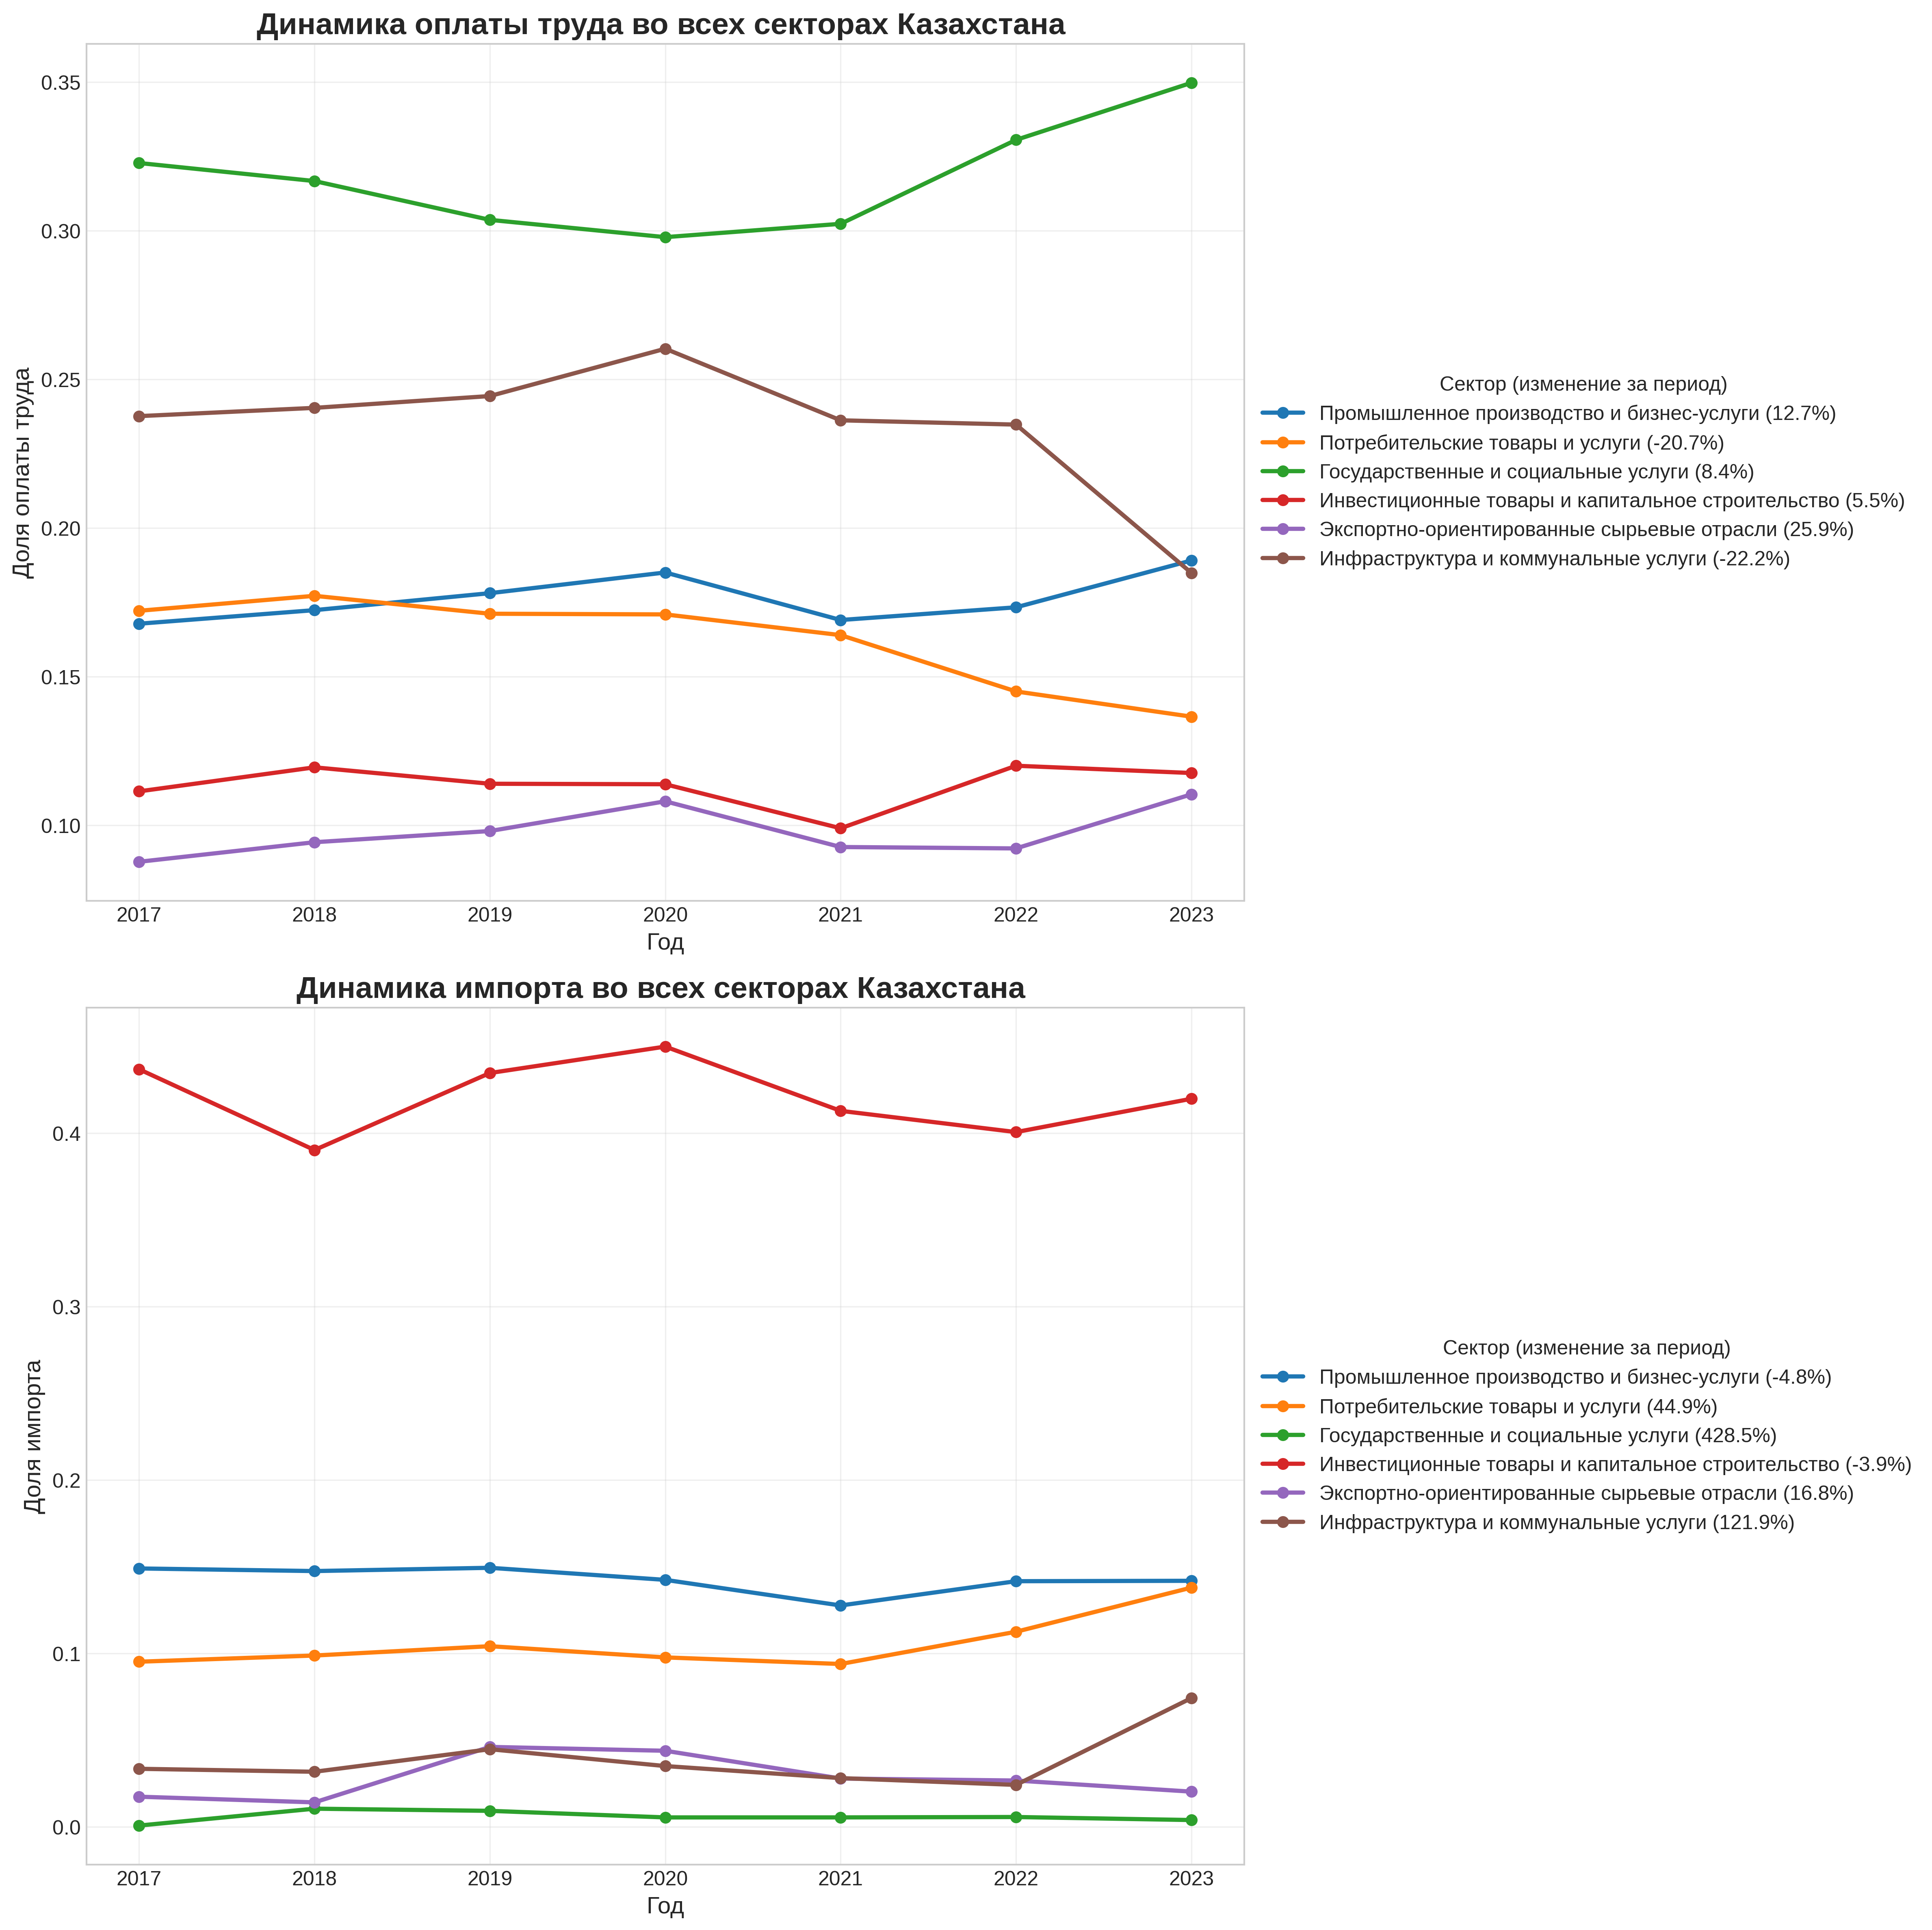 Динамика оплаты труда во всех секторах Казахстана
Доля оплаты труда
0.35
0.30
0.25
0.20
0.15
0.10
2017 2018 2019 2020 2021 2022 2023
Год
Сектор (изменение за период)
Промышленное производство и бизнес-услуги (12.7%)
Потребительские товары и услуги (-20.7%)
Государственные и социальные услуги (8.4%)
Инвестиционные товары и капитальное строительство (5.5%)
Экспортно-ориентированные сырьевые отрасли (25.9%)
Инфраструктура и коммунальные услуги (-22.2%)
Динамика импорта во всех секторах Казахстана
Доля импорта
0.4
0.3
0.2
0.1
0.0
2017 2018 2019 2020 2021 2022 2023
Год
Сектор (изменение за период)
Промышленное производство и бизнес-услуги (-4.8%)
Потребительские товары и услуги (44.9%)
Государственные и социальные услуги (428.5%)
Инвестиционные товары и капитальное строительство (-3.9%)
Экспортно-ориентированные сырьевые отрасли (16.8%)
Инфраструктура и коммунальные услуги (121.9%)